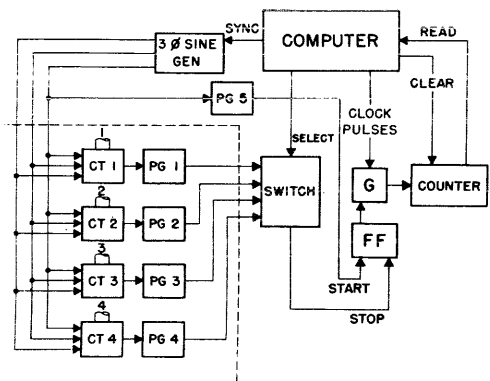 COMPUTER
SYNC
READ
3 Ø SINE
GEN
CLEAR
PG 5
CLOCK
PULSES
SELECT
1
CT 1
PG 1
SWITCH
G
COUNTER
2
CT 2
PG 2
FF
3
CT 3
PG 3
START
STOP
4
CT 4
PG 4